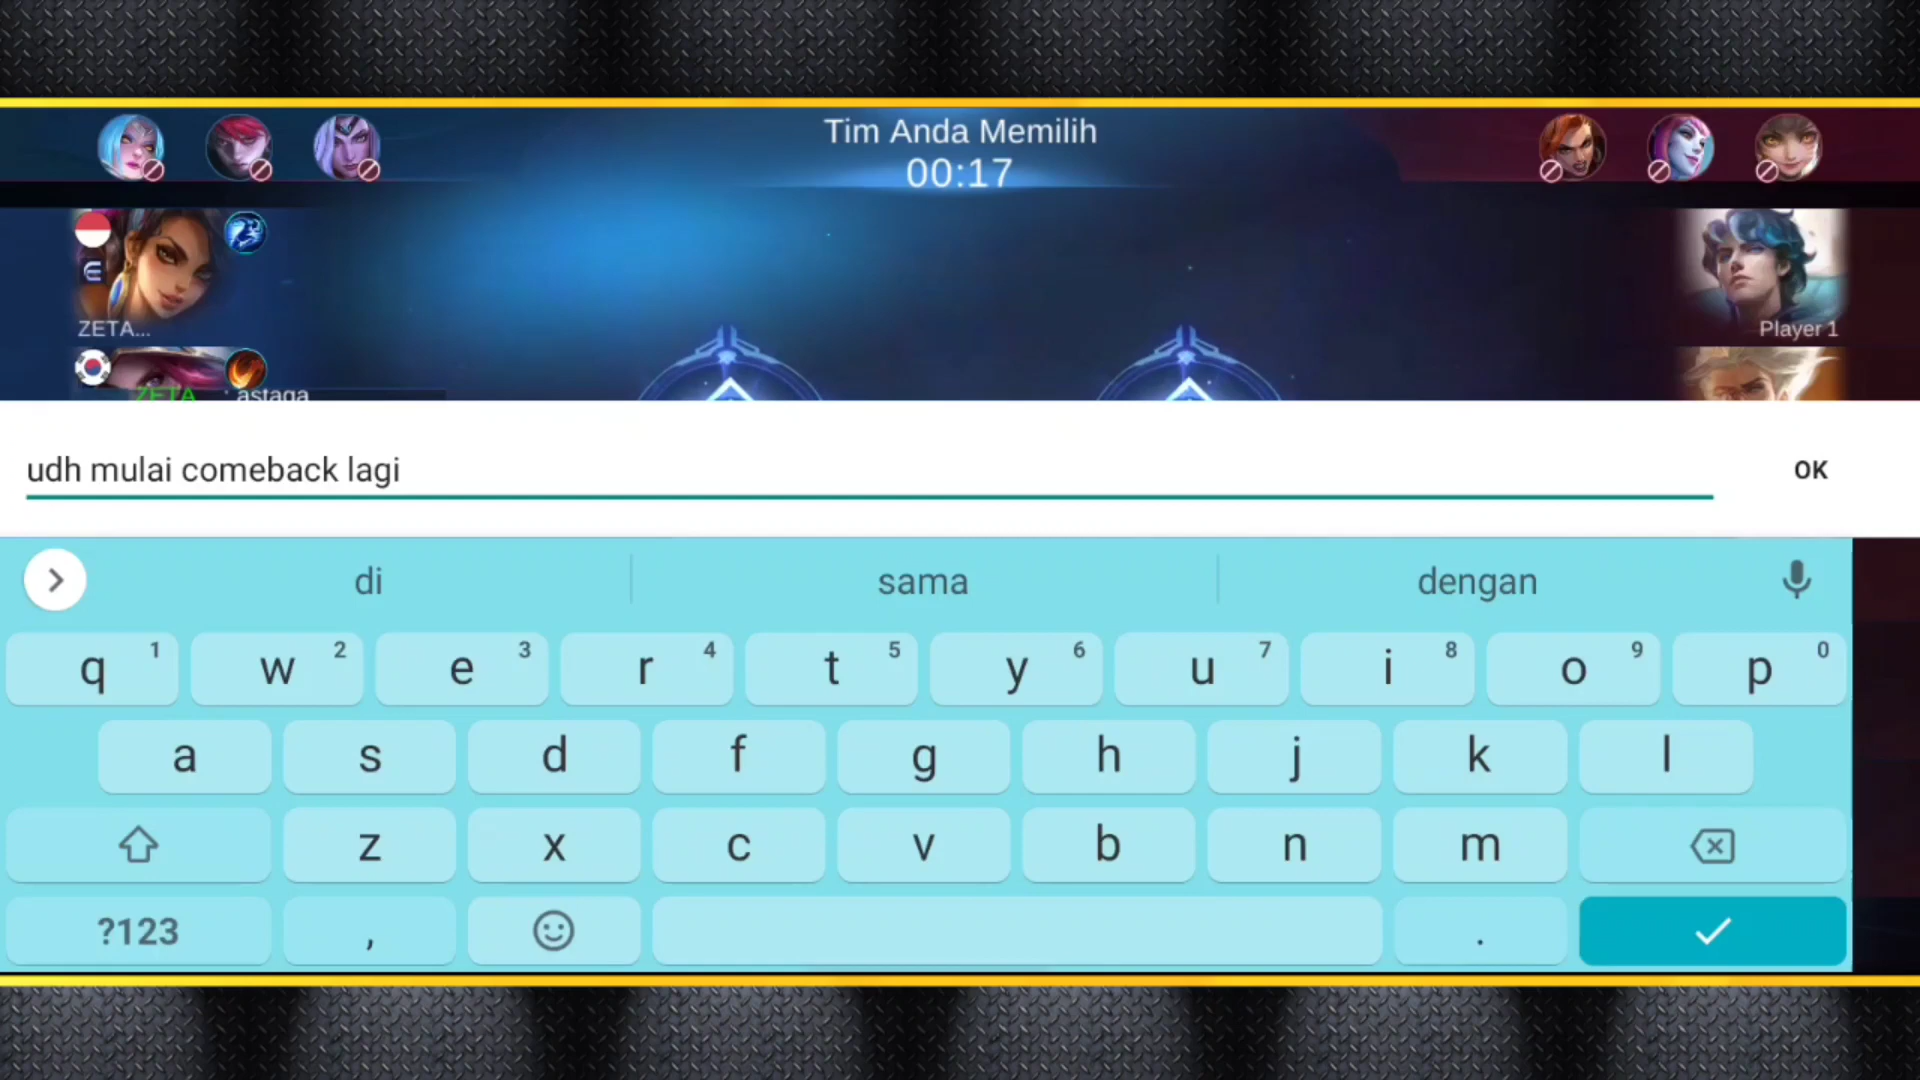 Tim Anda Memilih
00:17
ZETA...
Player 1
ZETA : astaga
udh mulai comeback lagi
OK
di sama dengan
q 1 w 2 e 3 r 4 t 5 y 6 u 7 i 8 o 9 p 0
a s d f g h j k l
z x c v b n m
?123 , .